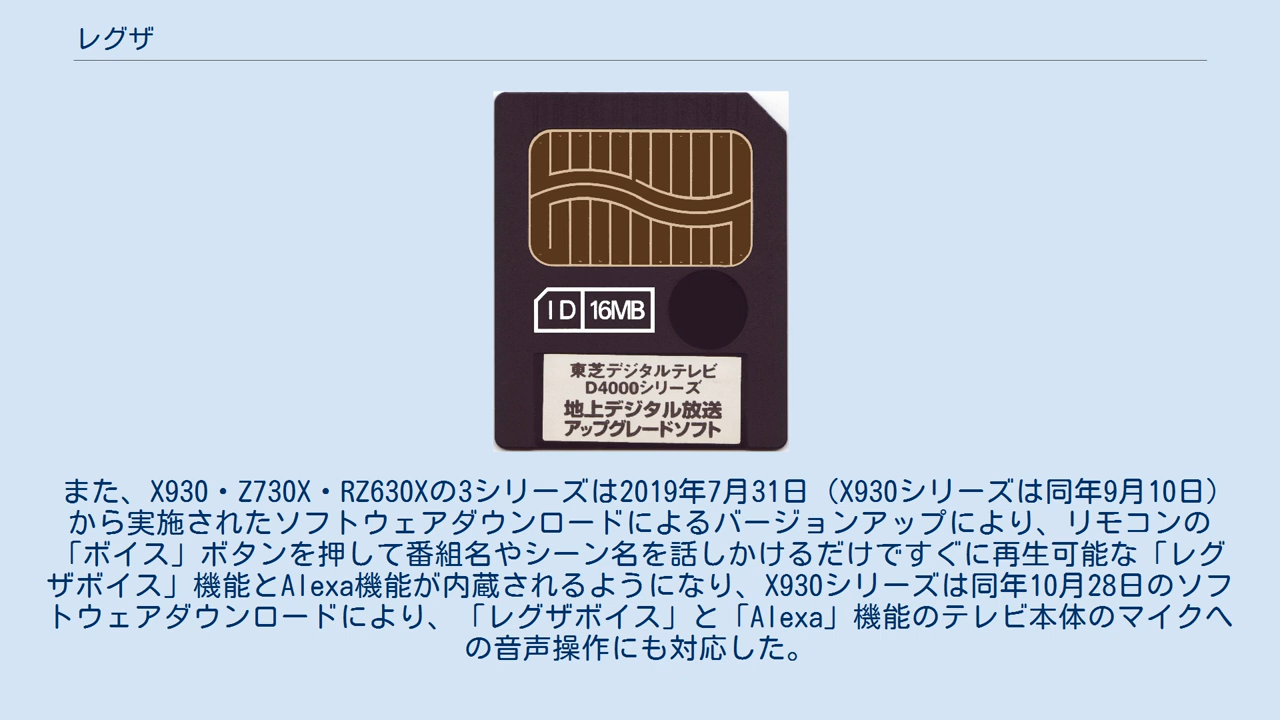 レグザ
ID 16MB
東芝デジタルテレビ
D4000シリーズ
地上デジタル放送
アップグレードソフト
また、X930・Z730X・RZ630Xの3シリーズは2019年7月31日（X930シリーズは同年9月10日）
から実施されたソフトウェアダウンロードによるバージョンアップにより、リモコンの
「ボイス」ボタンを押して番組名やシーン名を話しかけるだけですぐに再生可能な「レグ
ザボイス」機能とAlexa機能が内蔵されるようになり、X930シリーズは同年10月28日のソフ
トウェアダウンロードにより、「レグザボイス」と「Alexa」機能のテレビ本体のマイクへ
の音声操作にも対応した。